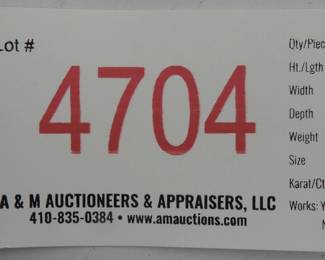 Lot #
4704
A & M AUCTIONEERS & APPRAISERS, LLC
410-835-0384 • www.amauctions.com
Qty/Piec
Ht./Lgth
Width
Depth
Weight
Size
Karat/Ct
Works: Y
N